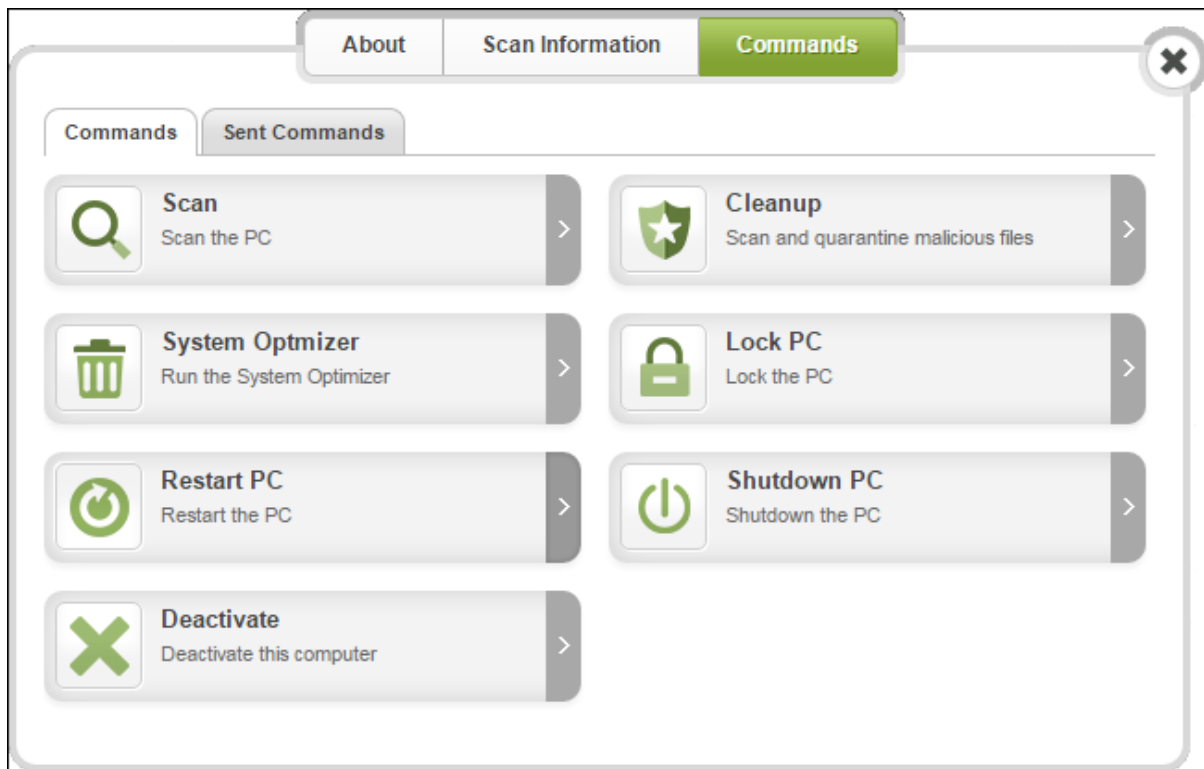 About
Scan Information
Commands
Commands
Sent Commands
Scan
Scan the PC
Cleanup
Scan and quarantine malicious files
System Optmizer
Run the System Optimizer
Lock PC
Lock the PC
Restart PC
Restart the PC
Shutdown PC
Shutdown the PC
Deactivate
Deactivate this computer